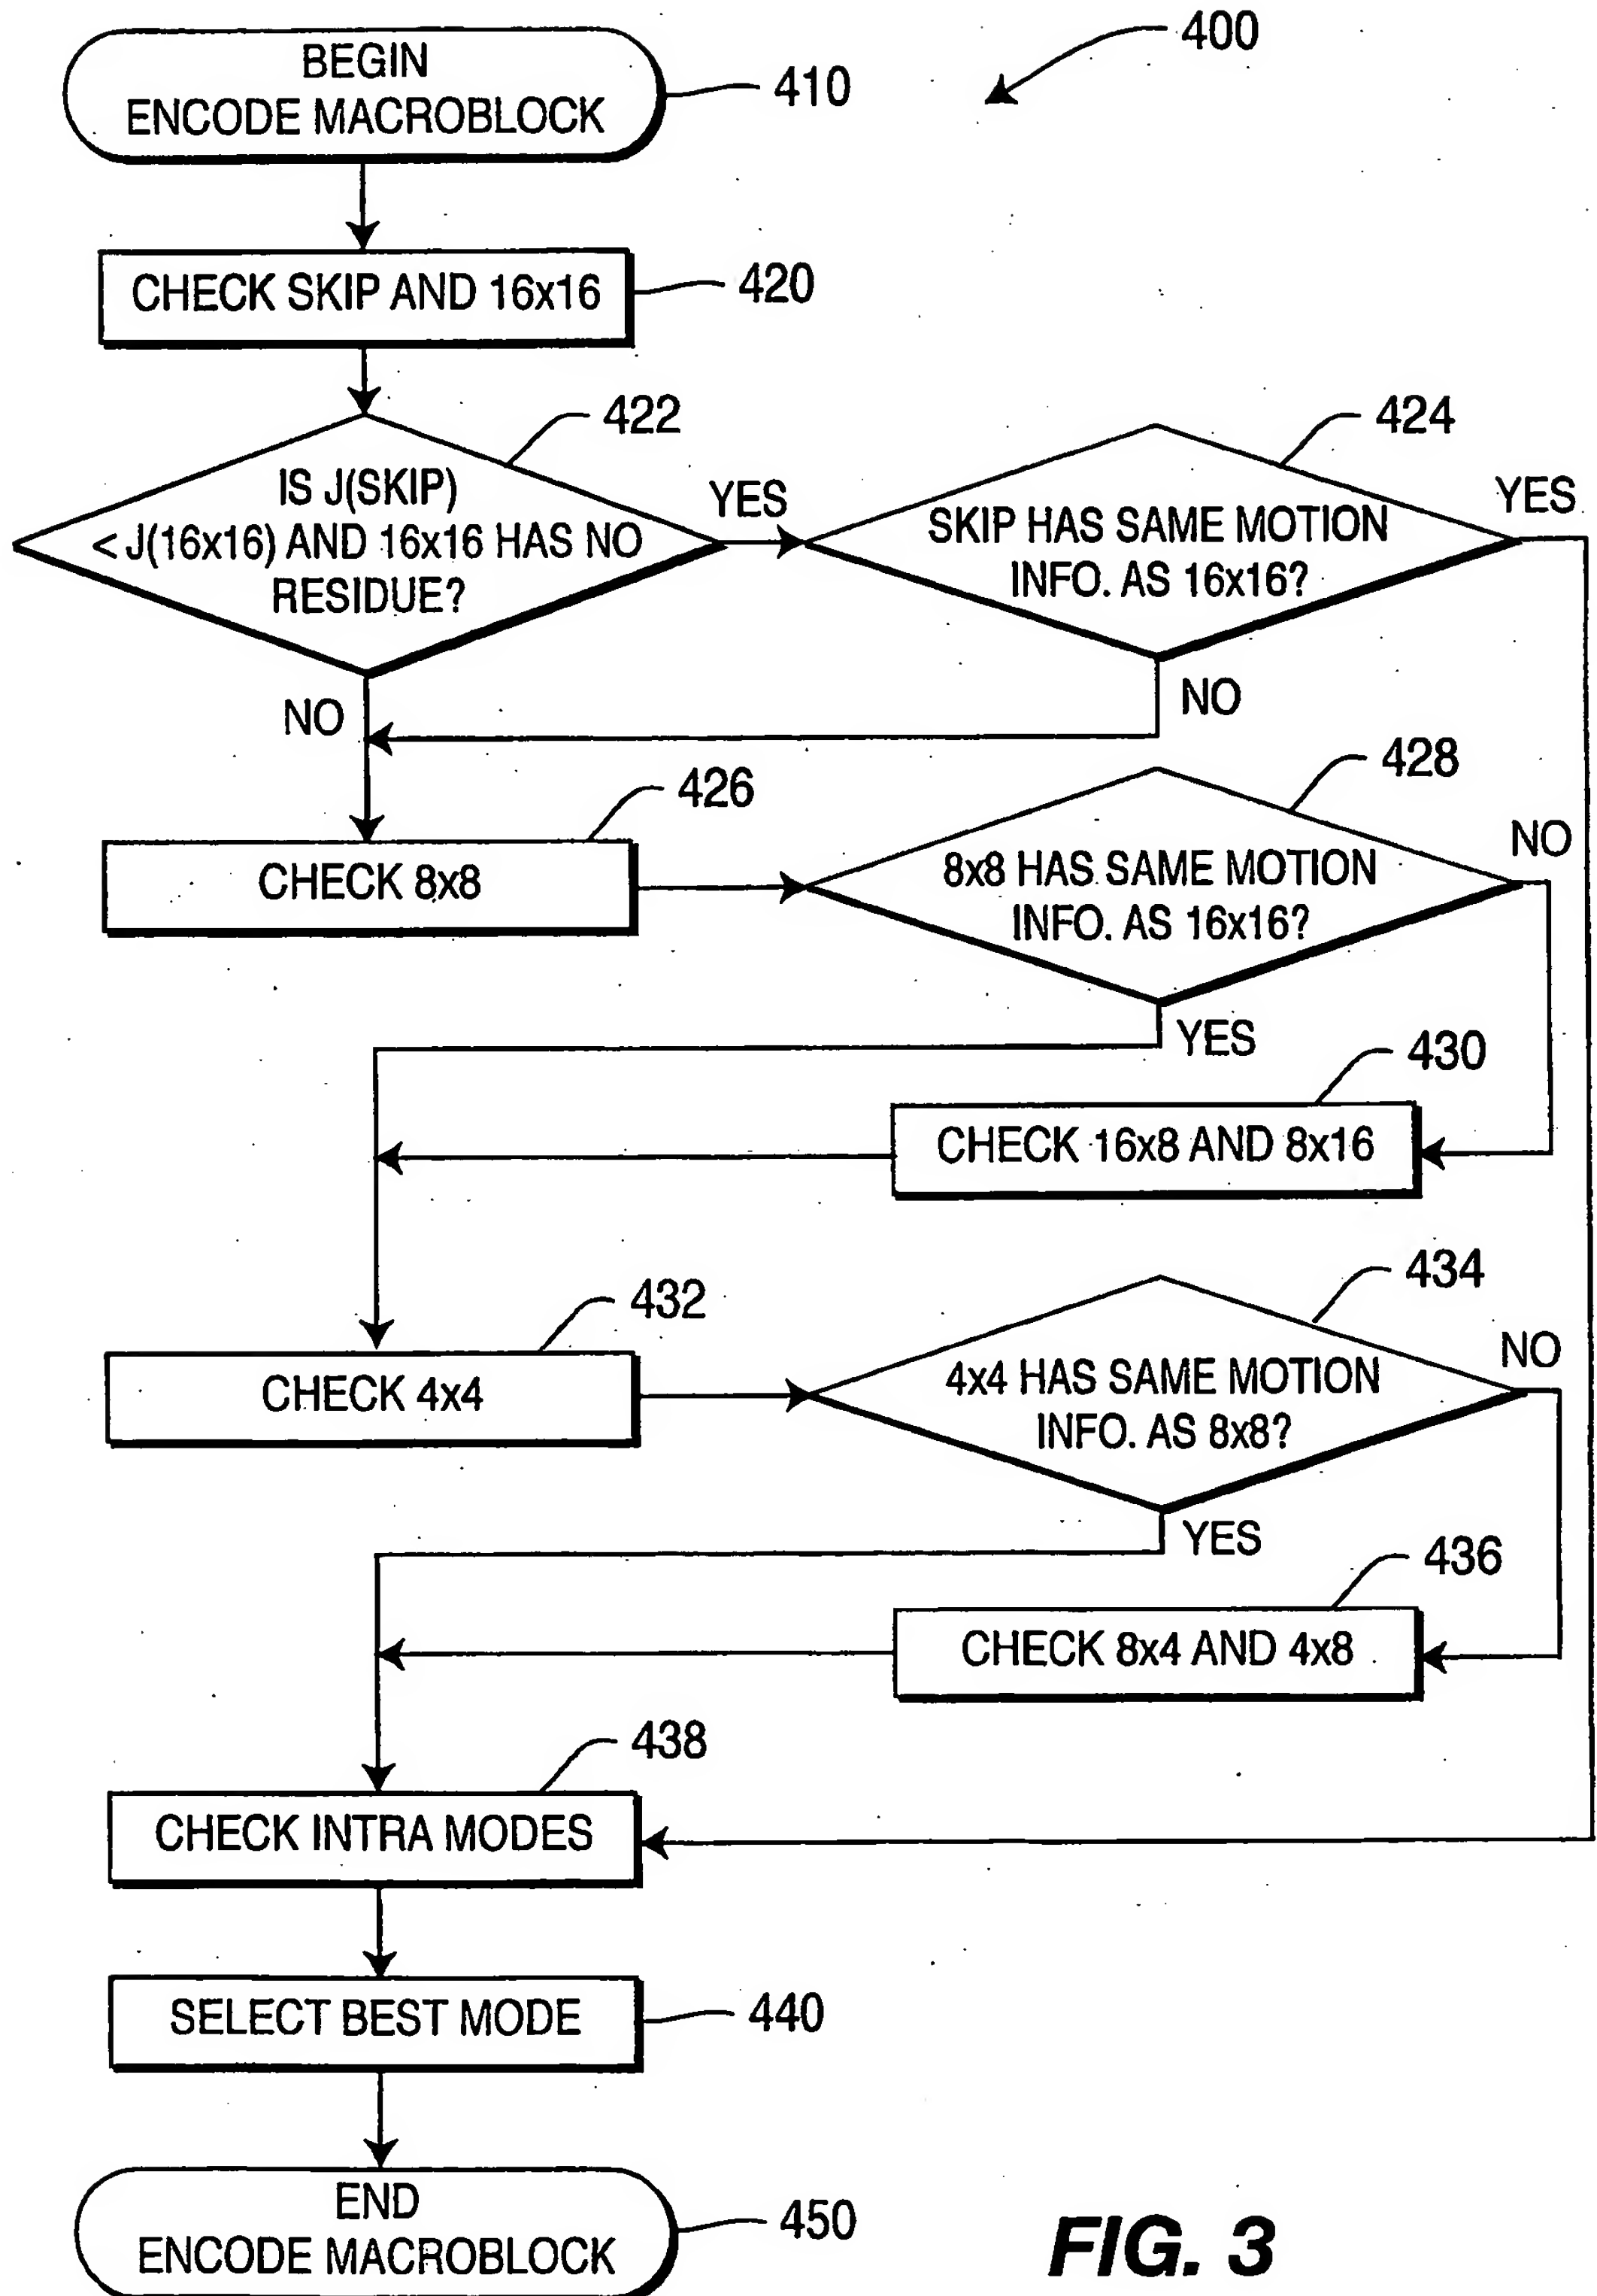 400
BEGIN
ENCODE MACROBLOCK
410
CHECK SKIP AND 16x16
420
422
IS J(SKIP)
< J(16x16) AND 16x16 HAS NO
RESIDUE?
YES
NO
424
SKIP HAS SAME MOTION
INFO. AS 16x16?
YES
NO
426
CHECK 8x8
428
8x8 HAS SAME MOTION
INFO. AS 16x16?
NO
YES
430
CHECK 16x8 AND 8x16
432
CHECK 4x4
434
4x4 HAS SAME MOTION
INFO. AS 8x8?
NO
YES
436
CHECK 8x4 AND 4x8
438
CHECK INTRA MODES
SELECT BEST MODE
440
END
ENCODE MACROBLOCK
450
FIG. 3